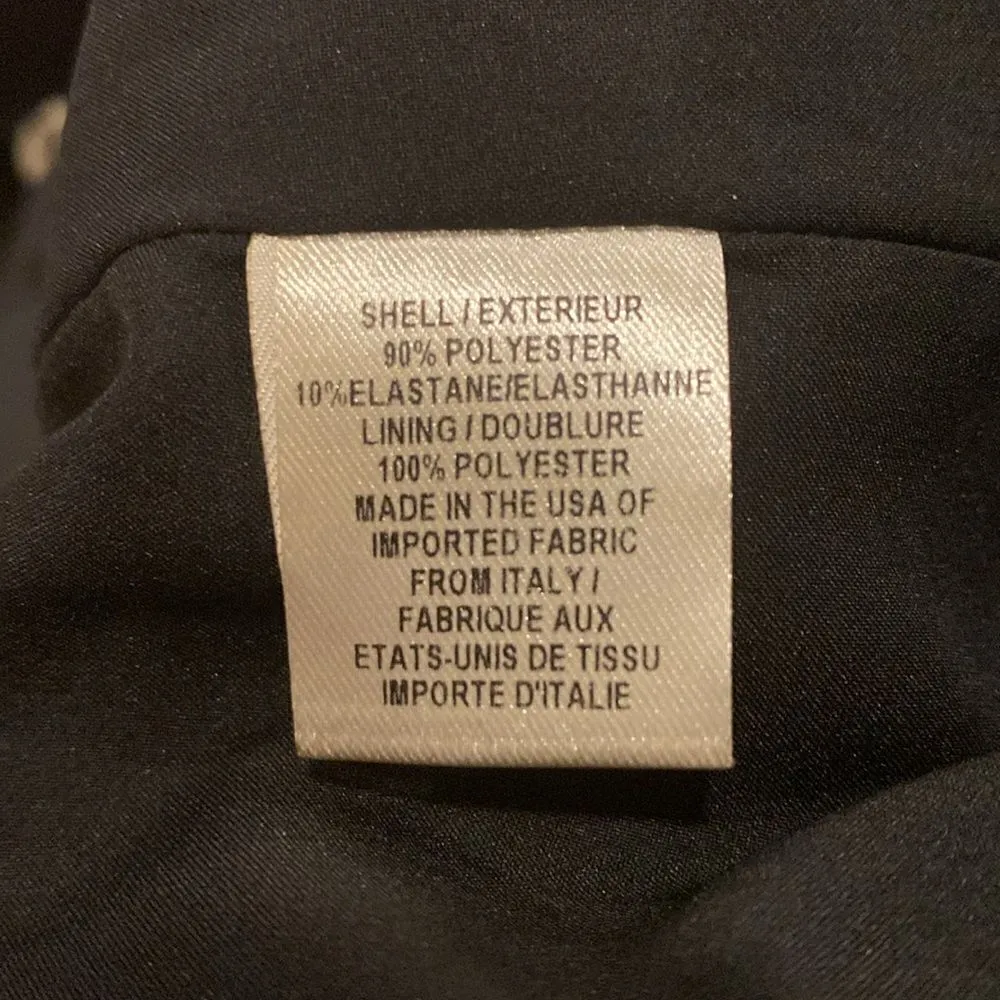 SHELL / EXTERIEUR
90% POLYESTER
10%ELASTANE/ELASTHANNE
LINING / DOUBLURE
100% POLYESTER
MADE IN THE USA OF
IMPORTED FABRIC
FROM ITALY /
FABRIQUE AUX
ETATS-UNIS DE TISSU
IMPORTE D'ITALIE